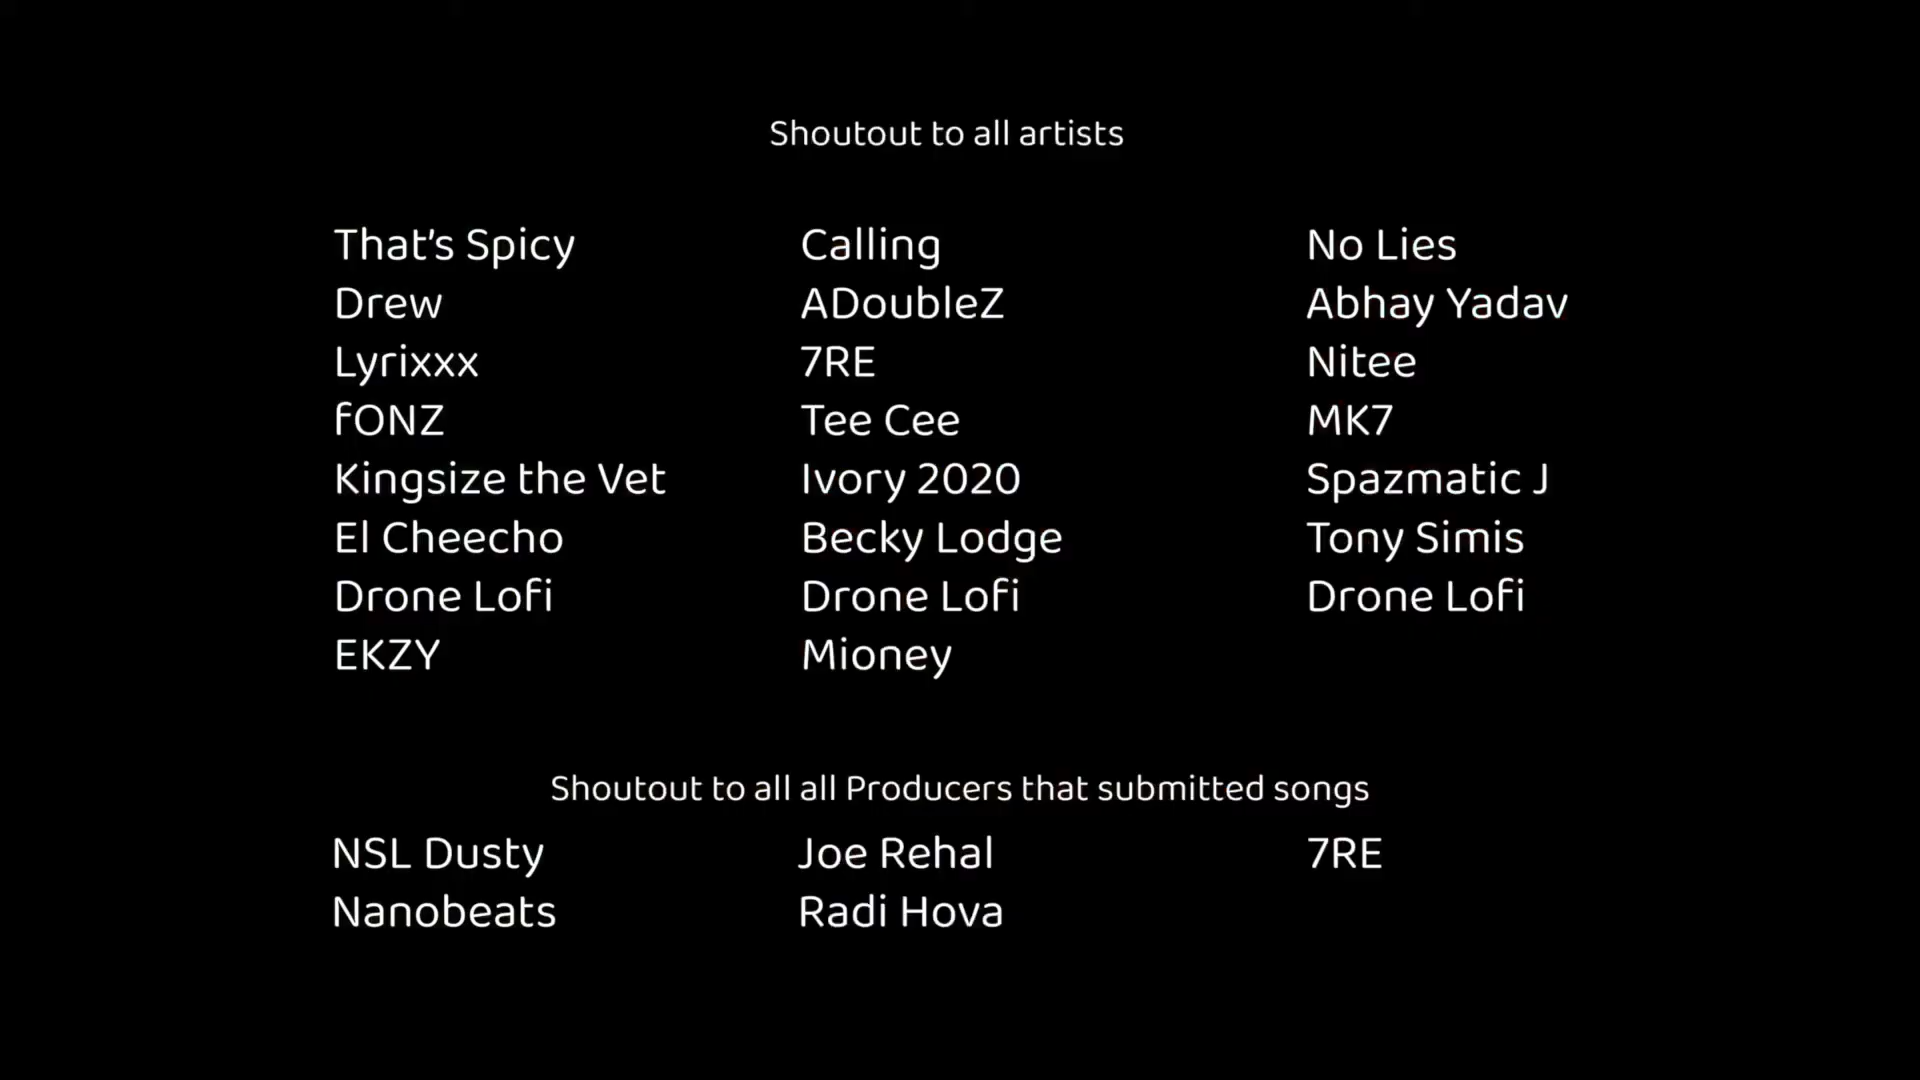 Shoutout to all artists
That's Spicy
Drew
Lyrixxx
fONZ
Kingsize the Vet
El Cheecho
Drone Lofi
EKZY
Calling
ADoubleZ
7RE
Tee Cee
Ivory 2020
Becky Lodge
Drone Lofi
Mioney
No Lies
Abhay Yadav
Nitee
MK7
Spazmatic J
Tony Simis
Drone Lofi
Shoutout to all all Producers that submitted songs
NSL Dusty
Nanobeats
Joe Rehal
Radi Hova
7RE